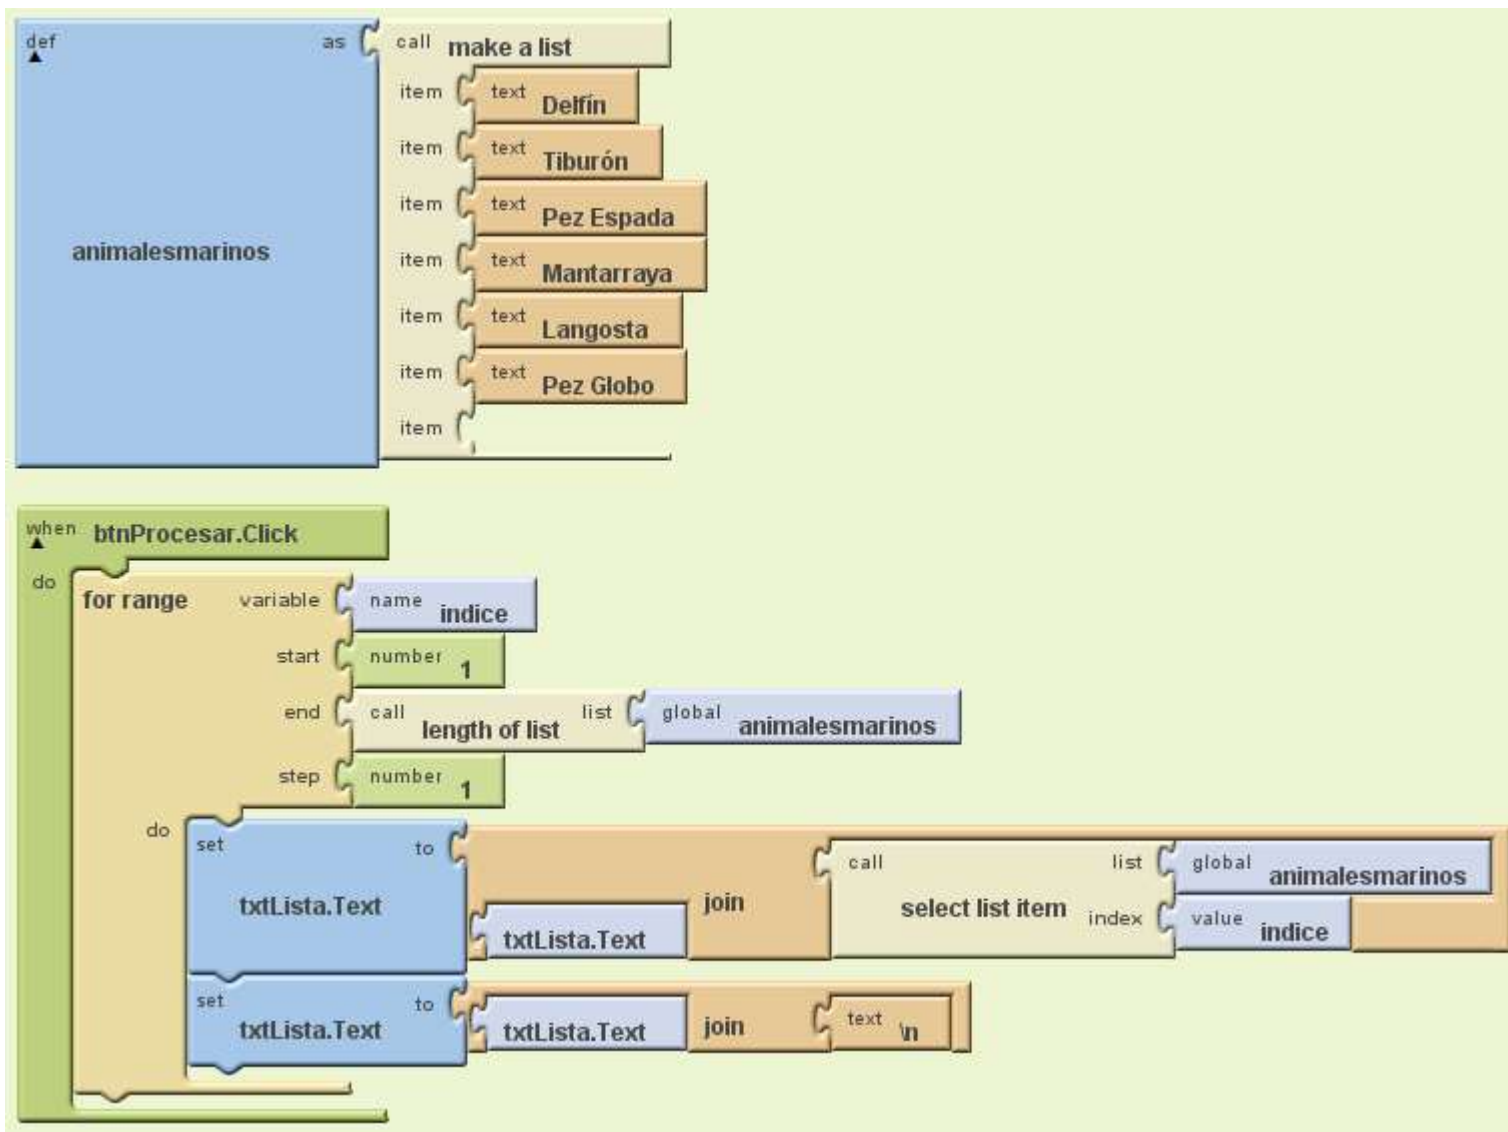 def as call make a list
item text Delfín
item text Tiburón
item text Pez Espada
animalesmarinos item text Mantarraya
item text Langosta
item text Pez Globo
item
when btnProcesar.Click
do for range variable name indice
start number 1
end call length of list list global animalesmarinos
step number 1
do set txtLista.Text to txtLista.Text join call select list item list global animalesmarinos
index value indice
set txtLista.Text to txtLista.Text join text \n